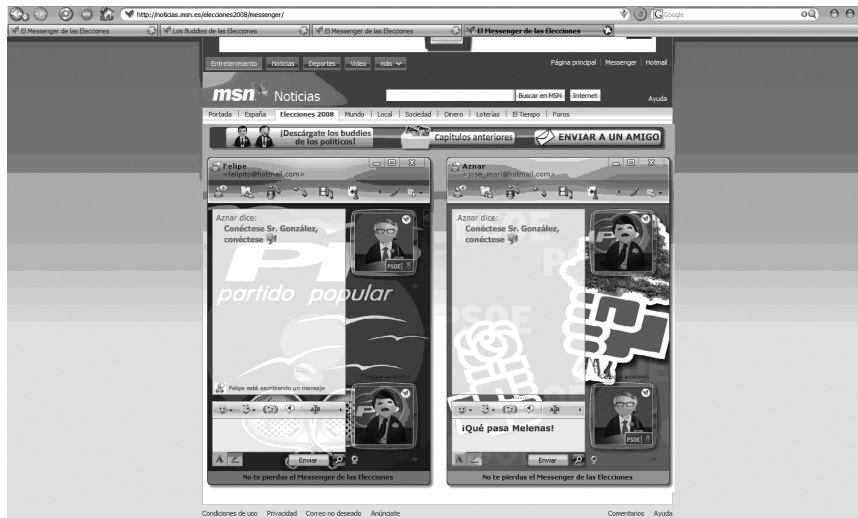 http://noticias.msn.es/elecciones2008/messenger/
Google
El Messenger de las Elecciones
Los Buddies de las Elecciones
El Messenger de las Elecciones
El Messenger de las Elecciones
Entretenimiento Noticias Deportes Video más
Página principal Messenger Hotmail
msn Noticias
Buscar en MSN Internet
Ayuda
Portada España Elecciones 2008 Mundo Local Sociedad Dinero Loterías El Tiempo Foros
¡Descárgate los buddies
de los políticos!
Capítulos anteriores
ENVIAR A UN AMIGO
Felipe
<felipito@hotmail.com>
Aznar dice:
Conéctese Sr. González,
conéctese
PSOE
partido popular
Felipe está escribiendo un mensaje
A
Enviar
No te pierdas el Messenger de las Elecciones
Aznar
<jose_mari@hotmail.com>
Aznar dice:
Conéctese Sr. González,
conéctese
PSOE
PSOE
¡Qué pasa Melenas!
PSOE
A
Enviar
No te pierdas el Messenger de las Elecciones
Condiciones de uso Privacidad Correo no deseado Anúnciate
Comentarios Ayuda